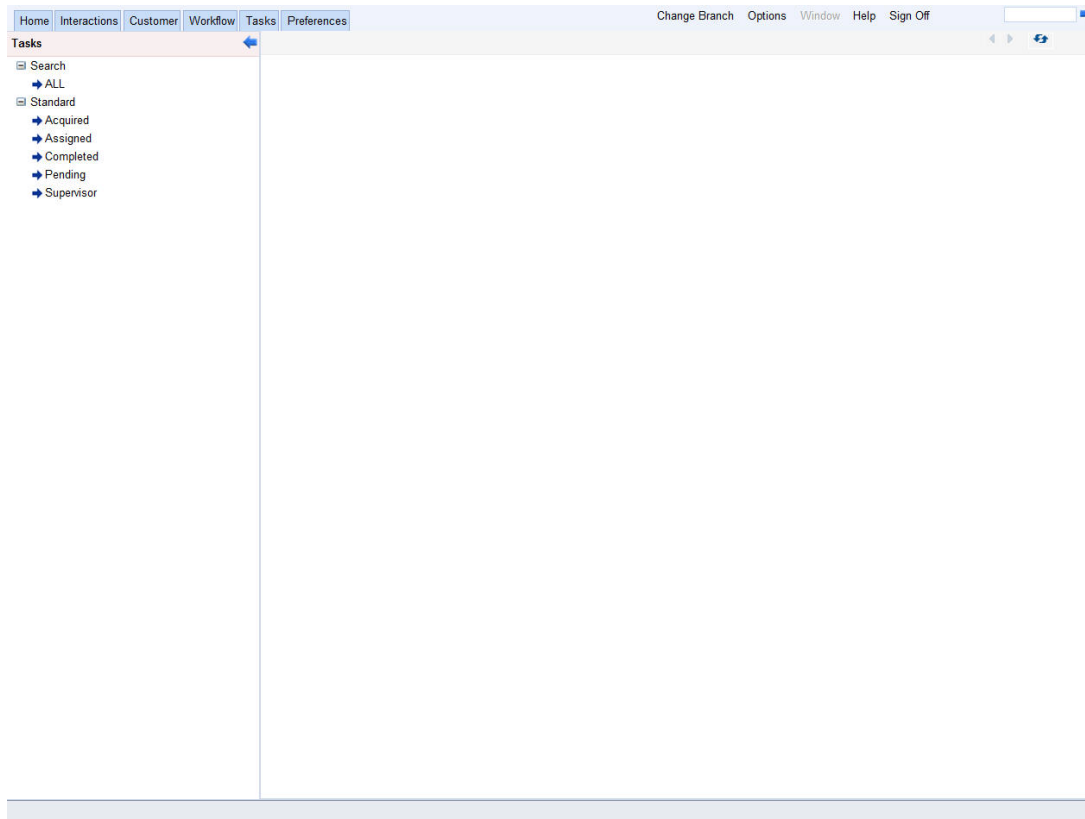 Home Interactions Customer Workflow Tasks Preferences Change Branch Options Window Help Sign Off
Tasks
Search
ALL
Standard
Acquired
Assigned
Completed
Pending
Supervisor